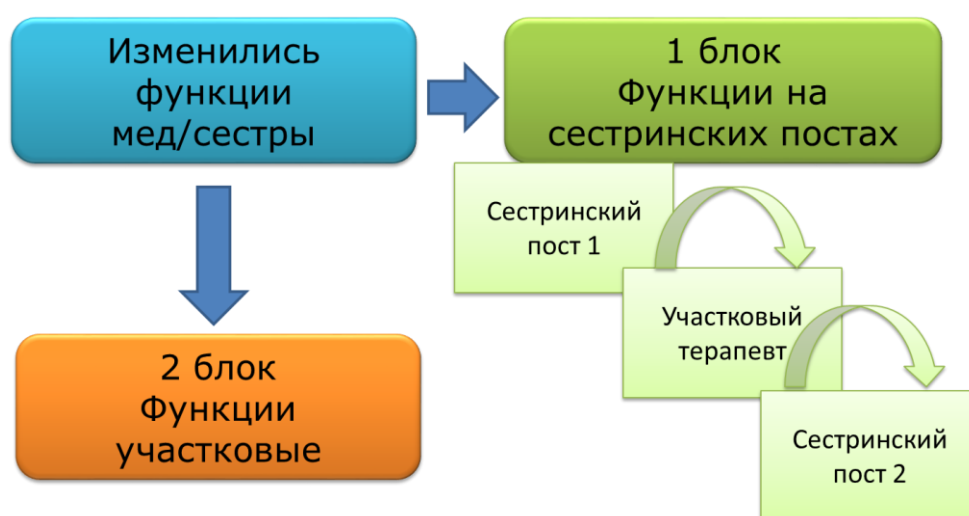 Изменились
функции
мед/сестры
1 блок
Функции на
сестринских постах
Сестринский
пост 1
Участковый
терапевт
Сестринский
пост 2
2 блок
Функции
участковые